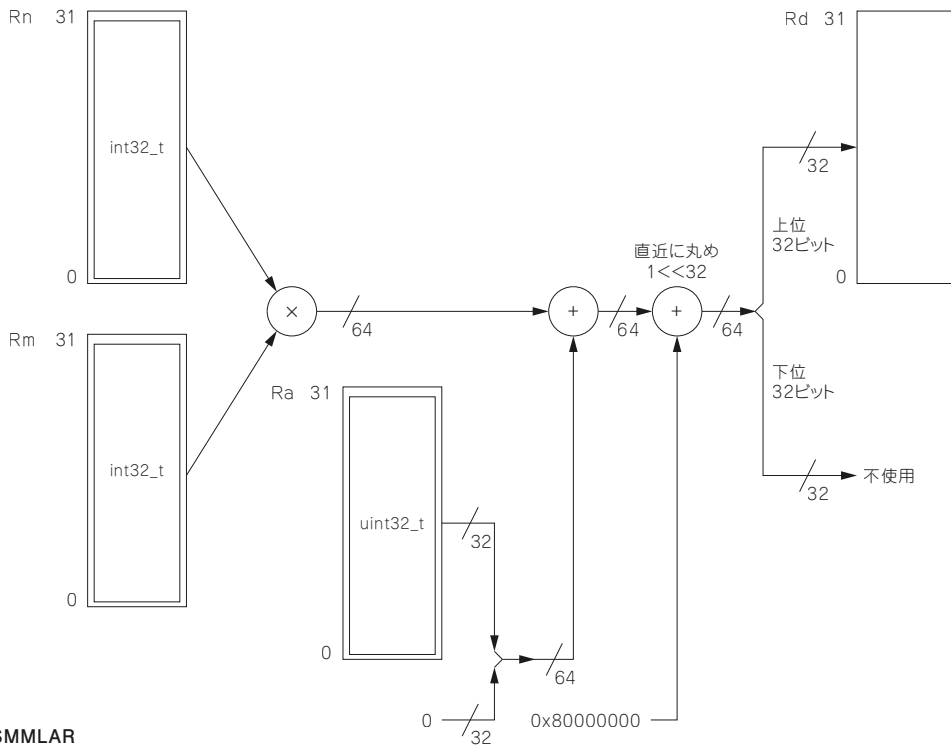 Rn 31
int32_t
0
Rm 31
int32_t
0
×
64
Ra 31
uint32_t
0
32
64
0
32
+
64
直近に丸め
1<<32
+
64
0x80000000
Rd 31
0
32
上位
32ビット
下位
32ビット
32
不使用
SMMLAR